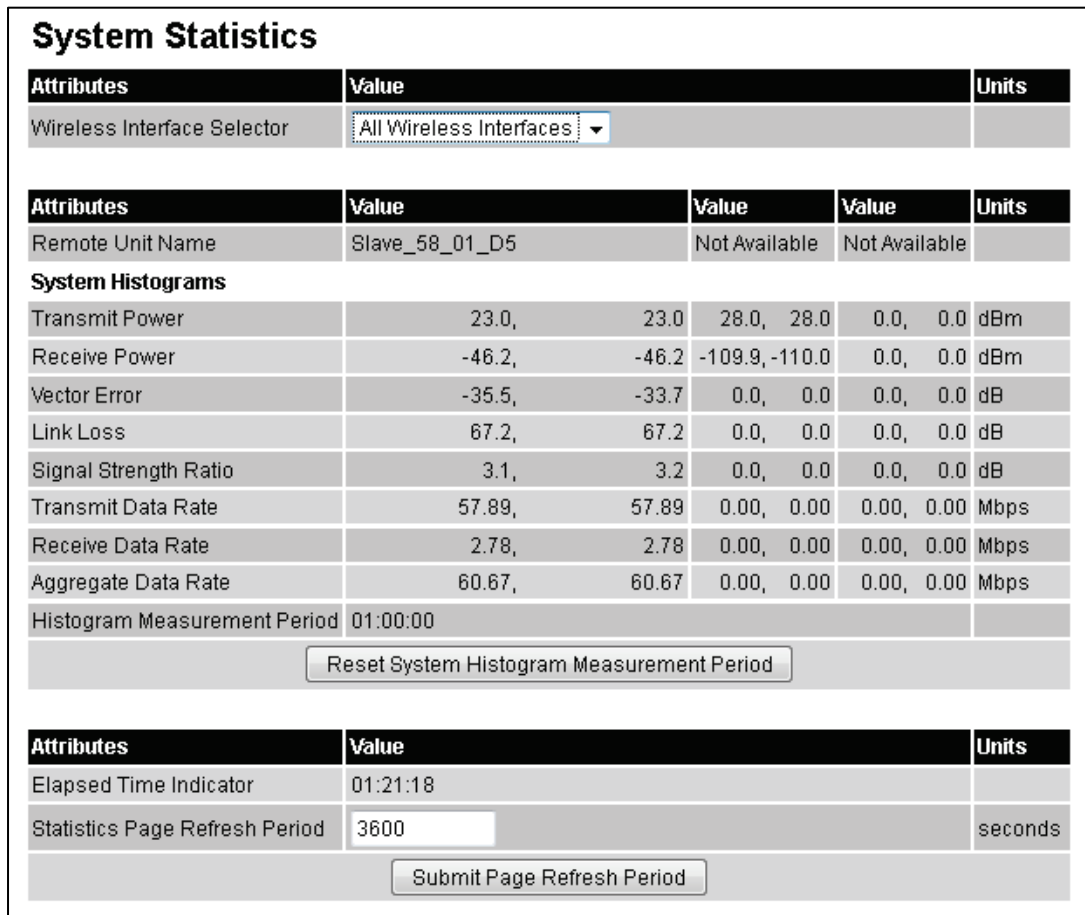 System Statistics
Attributes Value Units
Wireless Interface Selector All Wireless Interfaces
Attributes Value Value Value Units
Remote Unit Name Slave_58_01_D5 Not Available Not Available
System Histograms
Transmit Power 23.0, 23.0 28.0, 28.0 0.0, 0.0 dBm
Receive Power -46.2, -46.2 -109.9, -110.0 0.0, 0.0 dBm
Vector Error -35.5, -33.7 0.0, 0.0 0.0, 0.0 dB
Link Loss 67.2, 67.2 0.0, 0.0 0.0, 0.0 dB
Signal Strength Ratio 3.1, 3.2 0.0, 0.0 0.0, 0.0 dB
Transmit Data Rate 57.89, 57.89 0.00, 0.00 0.00, 0.00 Mbps
Receive Data Rate 2.78, 2.78 0.00, 0.00 0.00, 0.00 Mbps
Aggregate Data Rate 60.67, 60.67 0.00, 0.00 0.00, 0.00 Mbps
Histogram Measurement Period 01:00:00
Reset System Histogram Measurement Period
Attributes Value Units
Elapsed Time Indicator 01:21:18
Statistics Page Refresh Period 3600 seconds
Submit Page Refresh Period